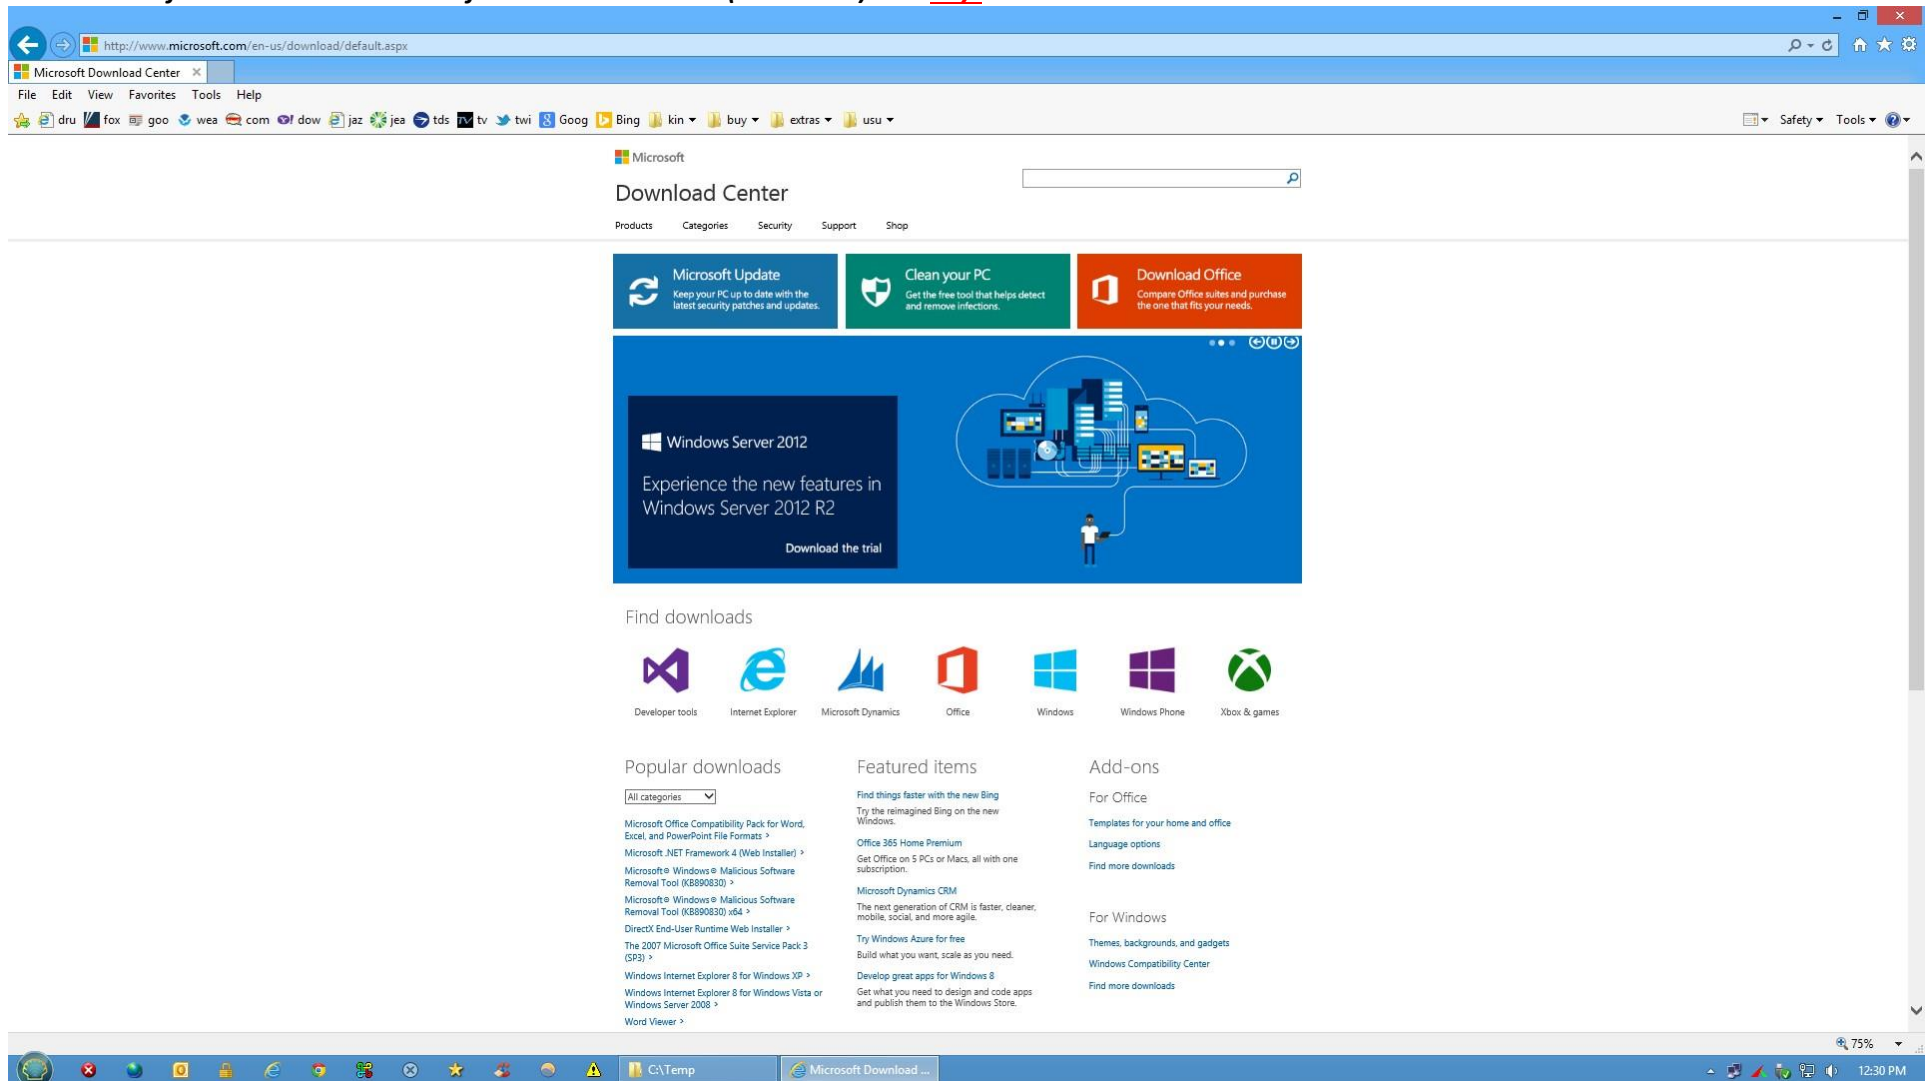 http://www.microsoft.com/en-us/download/default.aspx
Microsoft Download Center
File Edit View Favorites Tools Help
dru fox goo wea com dow jaz jea tds tv twi Goog Bing kin buy extras usu
Safety Tools
Microsoft
Download Center
Products Categories Security Support Shop
Microsoft Update
Keep your PC up to date with the
latest security patches and updates.
Clean your PC
Get the free tool that helps detect
and remove infections.
Download Office
Compare Office suites and purchase
the one that fits your needs.
Windows Server 2012
Experience the new features in
Windows Server 2012 R2
Download the trial
Find downloads
Developer tools
Internet Explorer
Microsoft Dynamics
Office
Windows
Windows Phone
Xbox & games
Popular downloads
All categories
Microsoft Office Compatibility Pack for Word,
Excel, and PowerPoint File Formats >
Microsoft .NET Framework 4 (Web Installer) >
Microsoft® Windows® Malicious Software
Removal Tool (KB890830) >
Microsoft® Windows® Malicious Software
Removal Tool (KB890830) x64 >
DirectX End-User Runtime Web Installer >
The 2007 Microsoft Office Suite Service Pack 3
(SP3) >
Windows Internet Explorer 8 for Windows XP >
Windows Internet Explorer 8 for Windows Vista or
Windows Server 2008 >
Word Viewer >
Featured items
Find things faster with the new Bing
Try the reimagined Bing on the new
Windows.
Office 365 Home Premium
Get Office on 5 PCs or Macs, all with one
subscription.
Microsoft Dynamics CRM
The next generation of CRM is faster, cleaner,
mobile, social, and more agile.
Try Windows Azure for free
Build what you want, scale as you need.
Develop great apps for Windows 8
Get what you need to design and code apps
and publish them to the Windows Store.
Add-ons
For Office
Templates for your home and office
Language options
Find more downloads
For Windows
Themes, backgrounds, and gadgets
Windows Compatibility Center
Find more downloads
75%
C:\Temp
Microsoft Download ...
12:30 PM